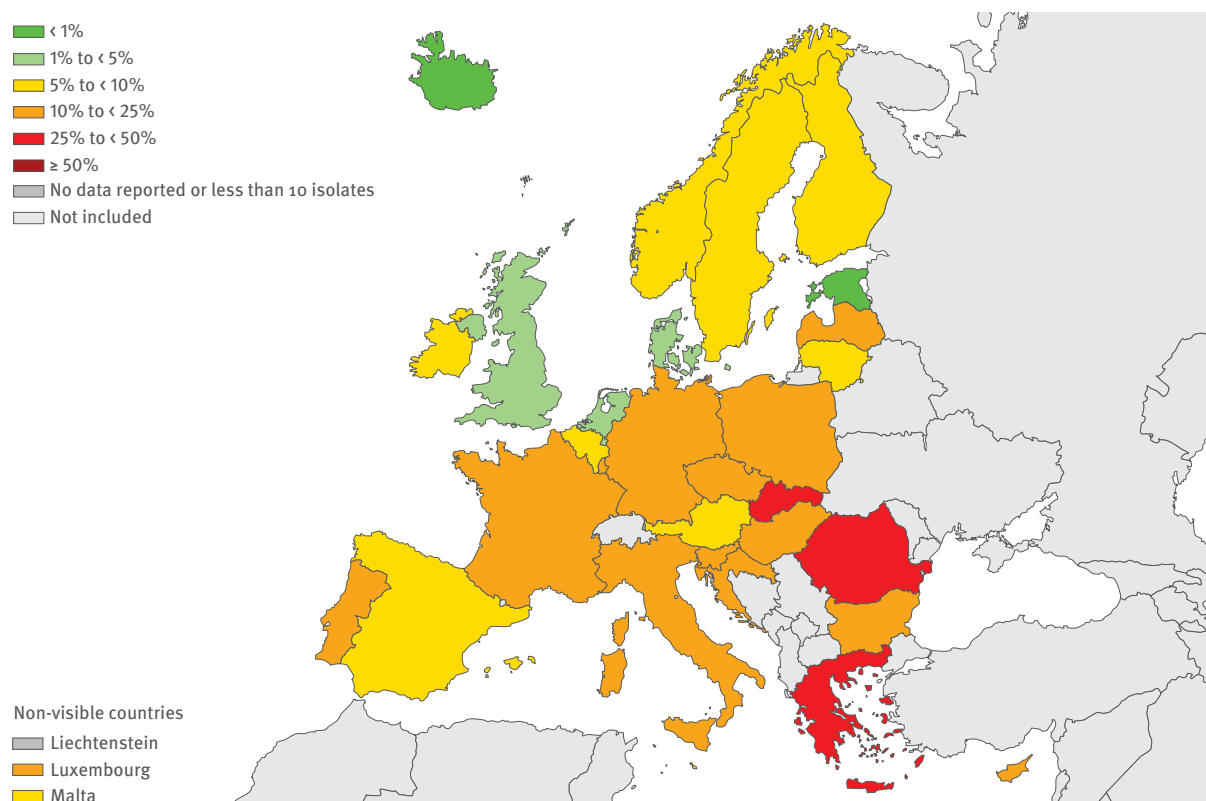 < 1%
1% to < 5%
5% to < 10%
10% to < 25%
25% to < 50%
≥ 50%
No data reported or less than 10 isolates
Not included
Non-visible countries
Liechtenstein
Luxembourg
Malta